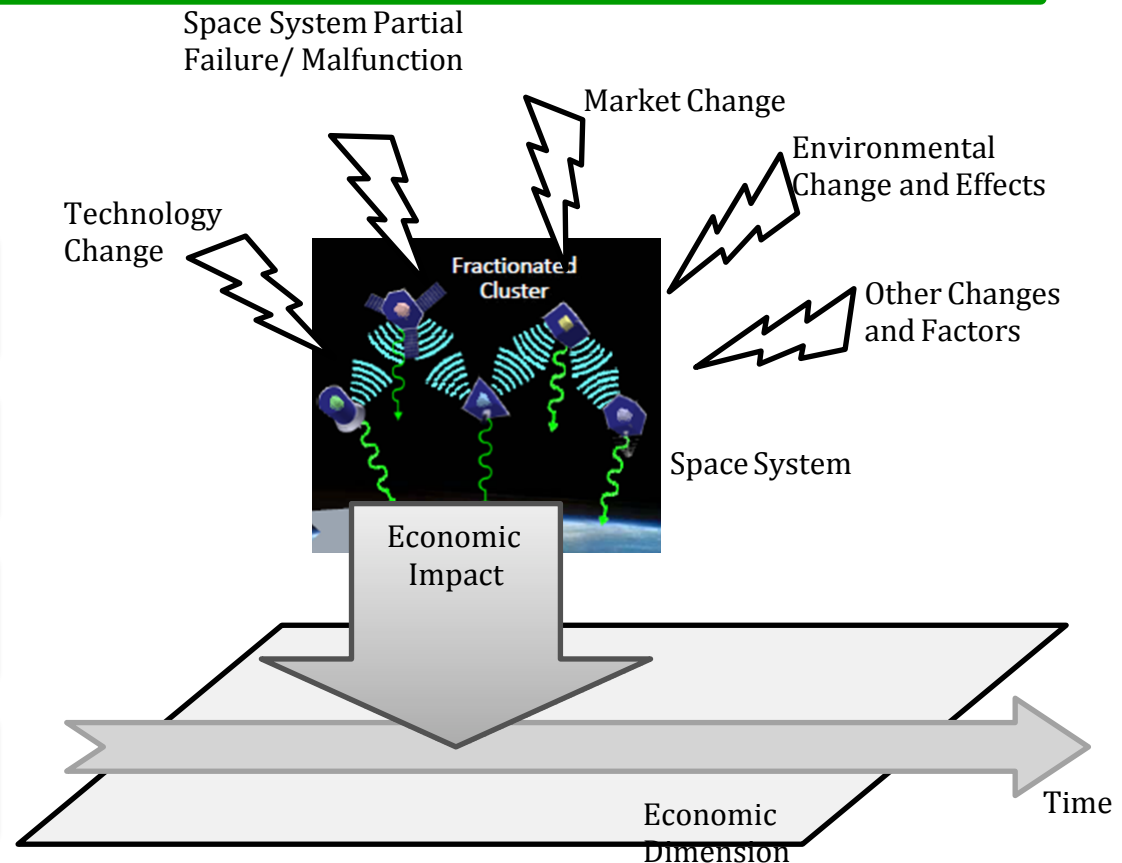 Space System Partial
Failure/ Malfunction
Market Change
Environmental
Change and Effects
Technology
Change
Other Changes
and Factors
Fractionated
Cluster
Space System
Economic
Impact
Time
Economic
Dimension